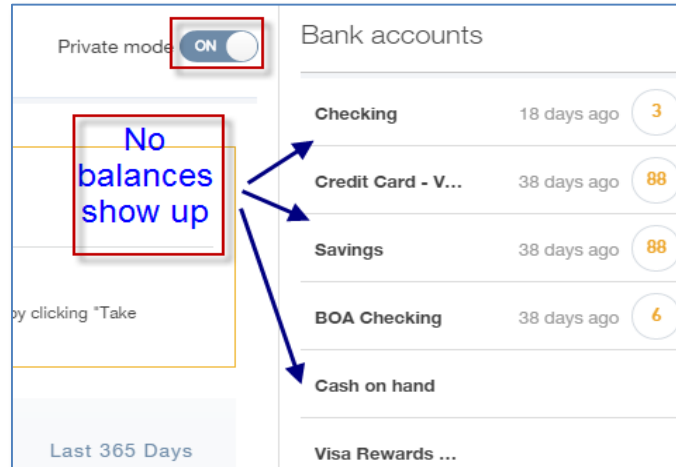 Private mode ON
Bank accounts
No
balances
show up
Checking 18 days ago 3
Credit Card - V... 38 days ago 88
Savings 38 days ago 88
by clicking "Take
BOA Checking 38 days ago 6
Cash on hand
Last 365 Days
Visa Rewards ...